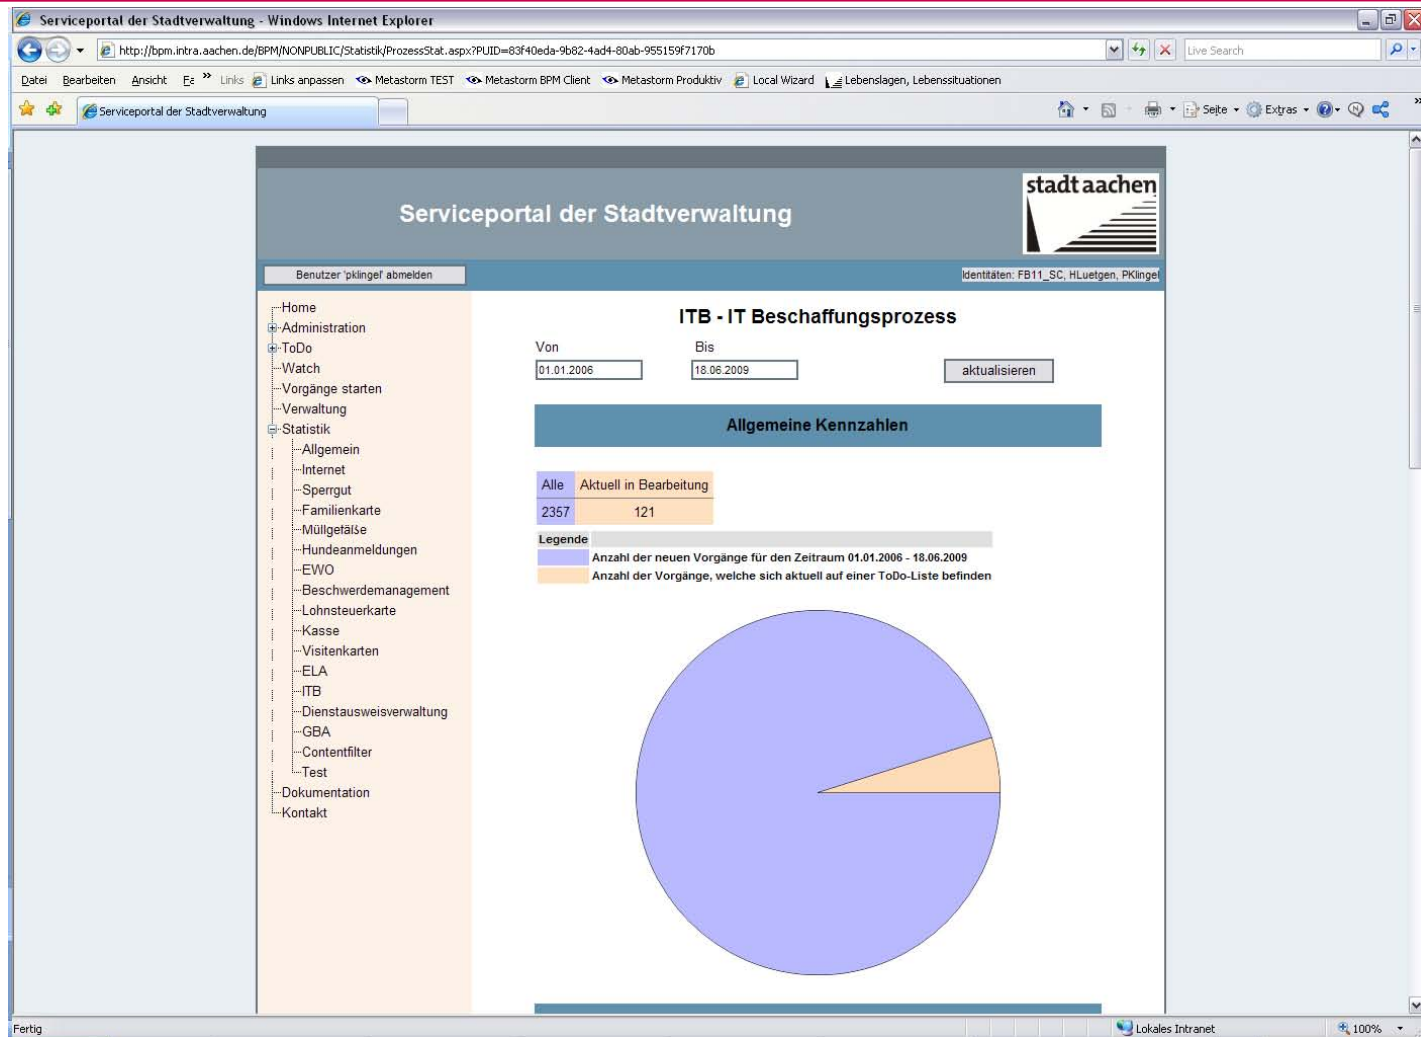 Serviceportal der Stadtverwaltung - Windows Internet Explorer
http://bpm.intra.aachen.de/BPM/NONPUBLIC/Statistik/ProzessStat.aspx?PUID=83f40eda-9b82-4ad4-80ab-955159f7170b
Live Search
Datei Bearbeiten Ansicht Fa » Links Links anpassen Metastorm TEST Metastorm BPM Client Metastorm Produktiv Local Wizard Lebenslagen, Lebenssituationen
Serviceportal der Stadtverwaltung
Seite Extras »
stadt aachen
Serviceportal der Stadtverwaltung
Benutzer 'pklingel' abmelden
Identitäten: FB11_SC, HLuetgen, PKlingel
Home
Administration
ToDo
Watch
Vorgänge starten
Verwaltung
Statistik
Allgemein
Internet
Sperrgut
Familienkarte
Müllgefäße
Hundeanmeldungen
EWO
Beschwerdemanagement
Lohnsteuerkarte
Kasse
Visitenkarten
ELA
ITB
Dienstausweisverwaltung
GBA
Contentfilter
Test
Dokumentation
Kontakt
ITB - IT Beschaffungsprozess
Von Bis
01.01.2006 18.06.2009 aktualisieren
Allgemeine Kennzahlen
Alle Aktuell in Bearbeitung
2357 121
Legende
Anzahl der neuen Vorgänge für den Zeitraum 01.01.2006 - 18.06.2009
Anzahl der Vorgänge, welche sich aktuell auf einer ToDo-Liste befinden
Fertig Lokales Intranet 100%